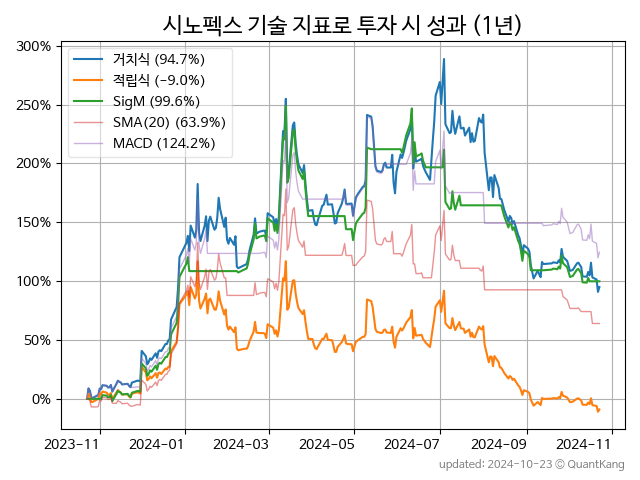 시노펙스 기술 지표로 투자 시 성과 (1년)
300%
250%
200%
150%
100%
50%
0%
거치식 (94.7%)
적립식 (−9.0%)
SigM (99.6%)
SMA(20) (63.9%)
MACD (124.2%)
2023−11
2024−01
2024−03
2024−05
2024−07
2024−09
2024−11
updated: 2024-10-23 ⓒ QuantKang